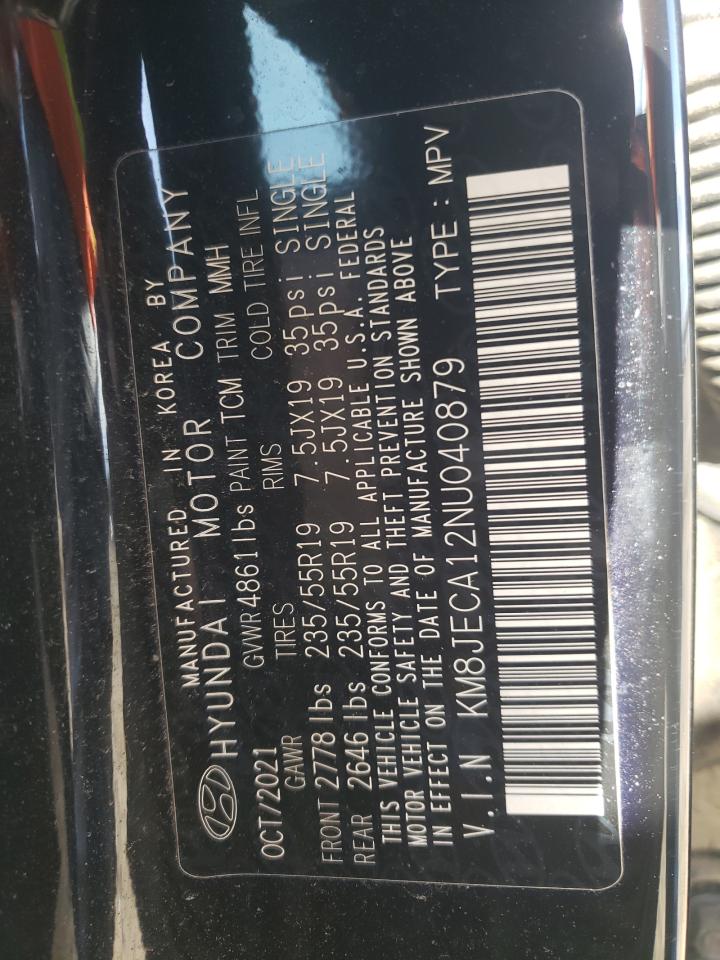 MANUFACTURED IN KOREA BY
HYUNDAI MOTOR COMPANY
OCT/2021 GVWR4861lbs PAINT TCM TRIM MMH
GAWR TIRES RIMS COLD TIRE INFL
FRONT 2778 lbs 235/55R19 7.5JX19 35psi SINGLE
REAR 2646 lbs 235/55R19 7.5JX19 35psi SINGLE
THIS VEHICLE CONFORMS TO ALL APPLICABLE U.S.A. FEDERAL
MOTOR VEHICLE SAFETY AND THEFT PREVENTION STANDARDS
IN EFFECT ON THE DATE OF MANUFACTURE SHOWN ABOVE
V.I.N KM8JECA12NU040879 TYPE : MPV